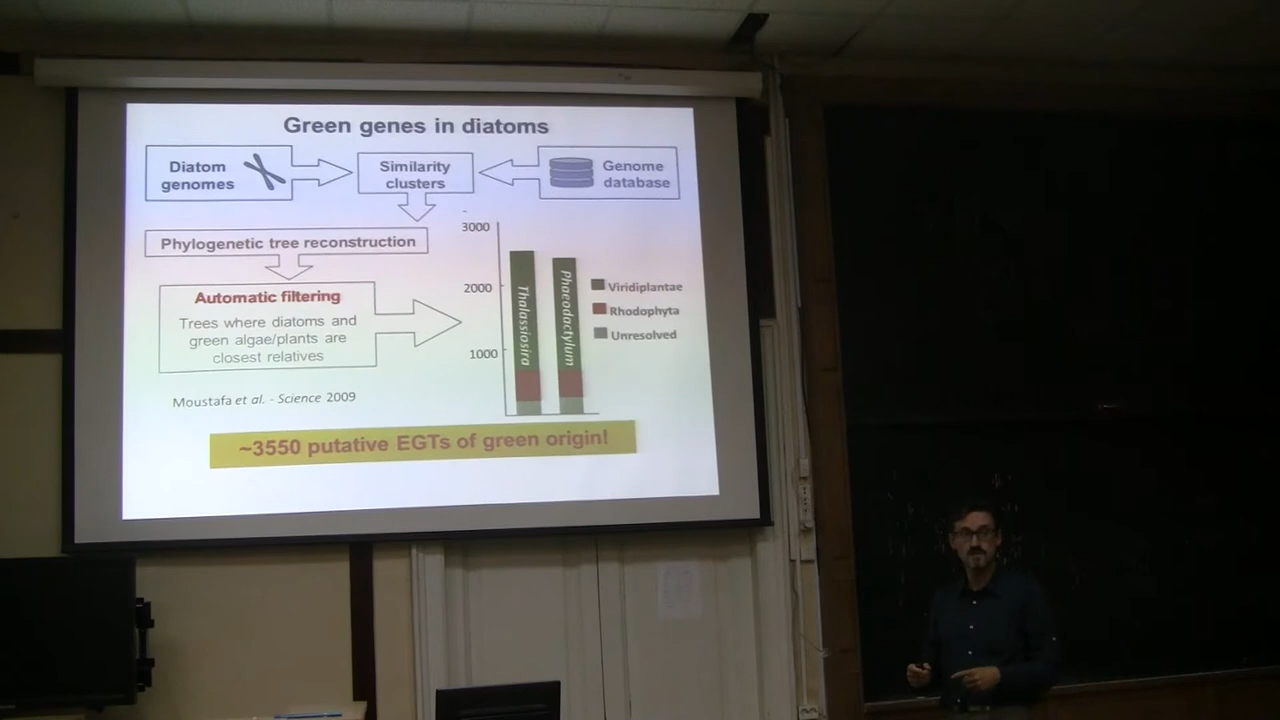 Green genes in diatoms
Diatom
genomes
Similarity
clusters
Genome
database
Phylogenetic tree reconstruction
Automatic filtering
Trees where diatoms and
green algae/plants are
closest relatives
3000
2000
1000
Thalassiosira
Phaeodactylum
Viridiplantae
Rhodophyta
Unresolved
Moustafa et al. - Science 2009
~3550 putative EGTs of green origin!